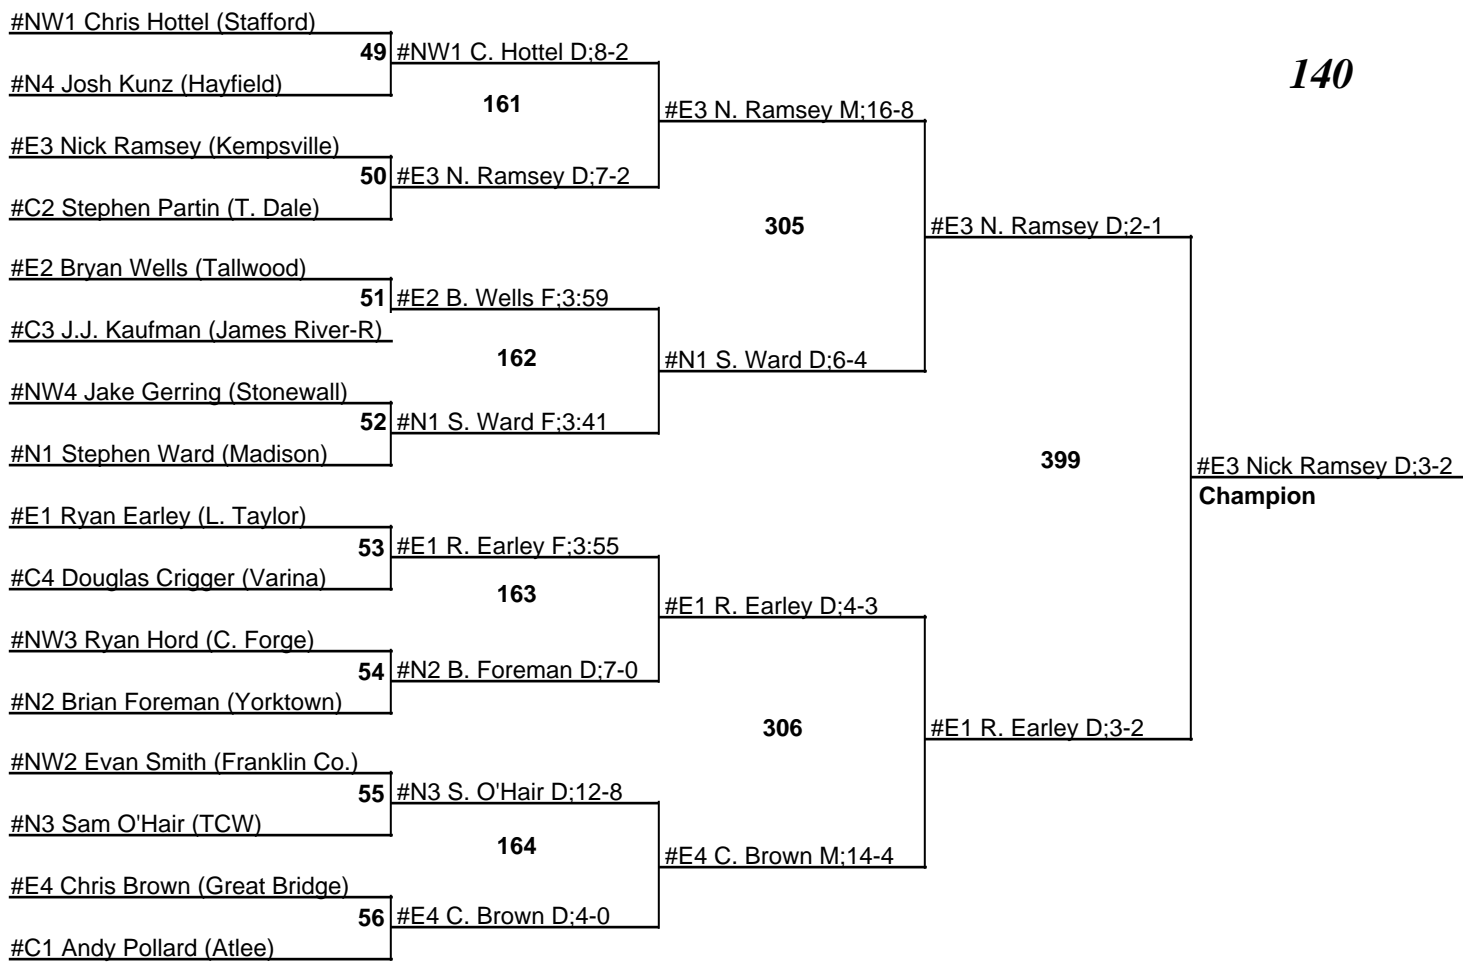 #NW1 Chris Hottel (Stafford)
49 #NW1 C. Hottel D;8-2
140
#N4 Josh Kunz (Hayfield)
161
#E3 N. Ramsey M;16-8
#E3 Nick Ramsey (Kempsville)
50 #E3 N. Ramsey D;7-2
#C2 Stephen Partin (T. Dale)
305
#E3 N. Ramsey D;2-1
#E2 Bryan Wells (Tallwood)
51 #E2 B. Wells F;3:59
#C3 J.J. Kaufman (James River-R)
162
#N1 S. Ward D;6-4
#NW4 Jake Gerring (Stonewall)
52 #N1 S. Ward F;3:41
#N1 Stephen Ward (Madison)
399
#E3 Nick Ramsey D;3-2
Champion
#E1 Ryan Earley (L. Taylor)
53 #E1 R. Earley F;3:55
#C4 Douglas Crigger (Varina)
163
#E1 R. Earley D;4-3
#NW3 Ryan Hord (C. Forge)
54 #N2 B. Foreman D;7-0
#N2 Brian Foreman (Yorktown)
306
#E1 R. Earley D;3-2
#NW2 Evan Smith (Franklin Co.)
55 #N3 S. O'Hair D;12-8
#N3 Sam O'Hair (TCW)
164
#E4 C. Brown M;14-4
#E4 Chris Brown (Great Bridge)
56 #E4 C. Brown D;4-0
#C1 Andy Pollard (Atlee)